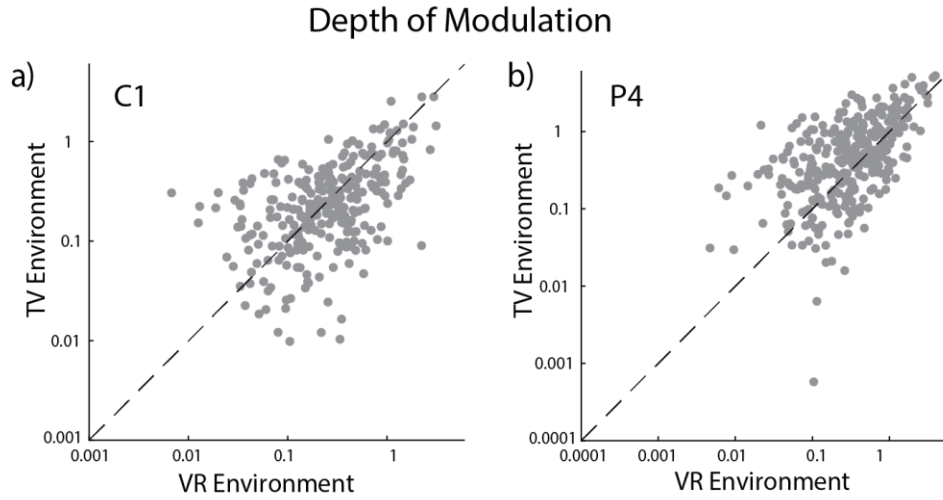 Depth of Modulation
a)
C1
TV Environment
1
0.1
0.01
0.001
0.001
0.01
0.1
1
VR Environment
b)
P4
TV Environment
1
0.1
0.01
0.001
0.0001
0.0001
0.001
0.01
0.1
1
VR Environment